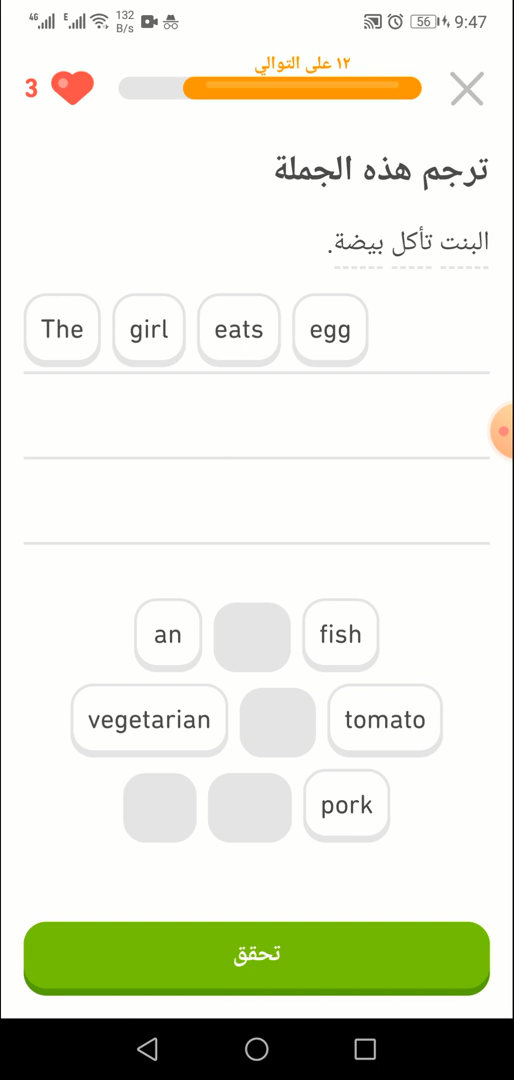 4G E 132 B/s 56 9:47
١٢ على التوالي
3
ترجم هذه الجملة
البنت تأكل بيضة.
The girl eats egg
an fish
vegetarian tomato
pork
تحقق